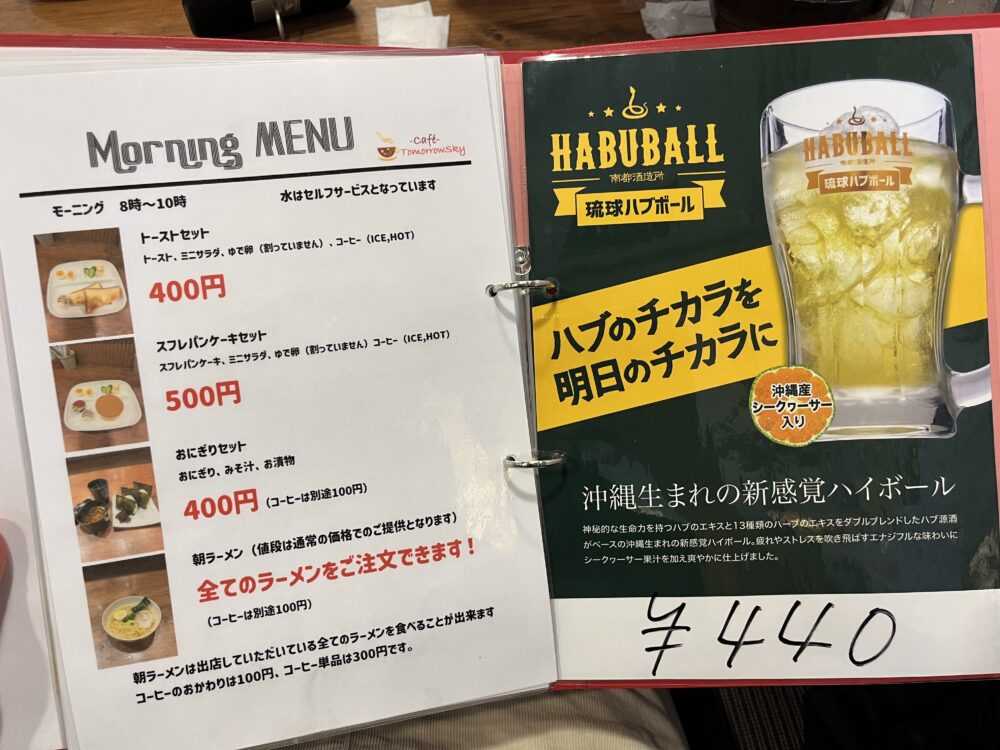 Morning MENU
-Café-
TomorrowSky
モーニング 8時～10時
水はセルフサービスとなっています
トーストセット
トースト、ミニサラダ、ゆで卵（割っていません）、コーヒー（ICE,HOT）
400円
スフレパンケーキセット
スフレパンケーキ、ミニサラダ、ゆで卵（割っていません）コーヒー（ICE,HOT）
500円
おにぎりセット
おにぎり、みそ汁、お漬物
400円（コーヒーは別途100円）
朝ラーメン（値段は通常の価格でのご提供となります）
全てのラーメンをご注文できます！
（コーヒーは別途100円）
朝ラーメンは出店していただいている全てのラーメンを食べることが出来ます
コーヒーのおかわりは100円、コーヒー単品は300円です。
HABUBALL
南都酒造所
琉球ハブボール
HABUBALL
南都酒造所
琉球ハブボール
ハブのチカラを
明日のチカラに
沖縄産
シークヮーサー
入り
沖縄生まれの新感覚ハイボール
神秘的な生命力を持つハブのエキスと13種類のハーブのエキスをダブルブレンドしたハブ源酒
がベースの沖縄生まれの新感覚ハイボール。疲れやストレスを吹き飛ばすエナジフルな味わいに
シークヮーサー果汁を加え爽やかに仕上げました。
¥440